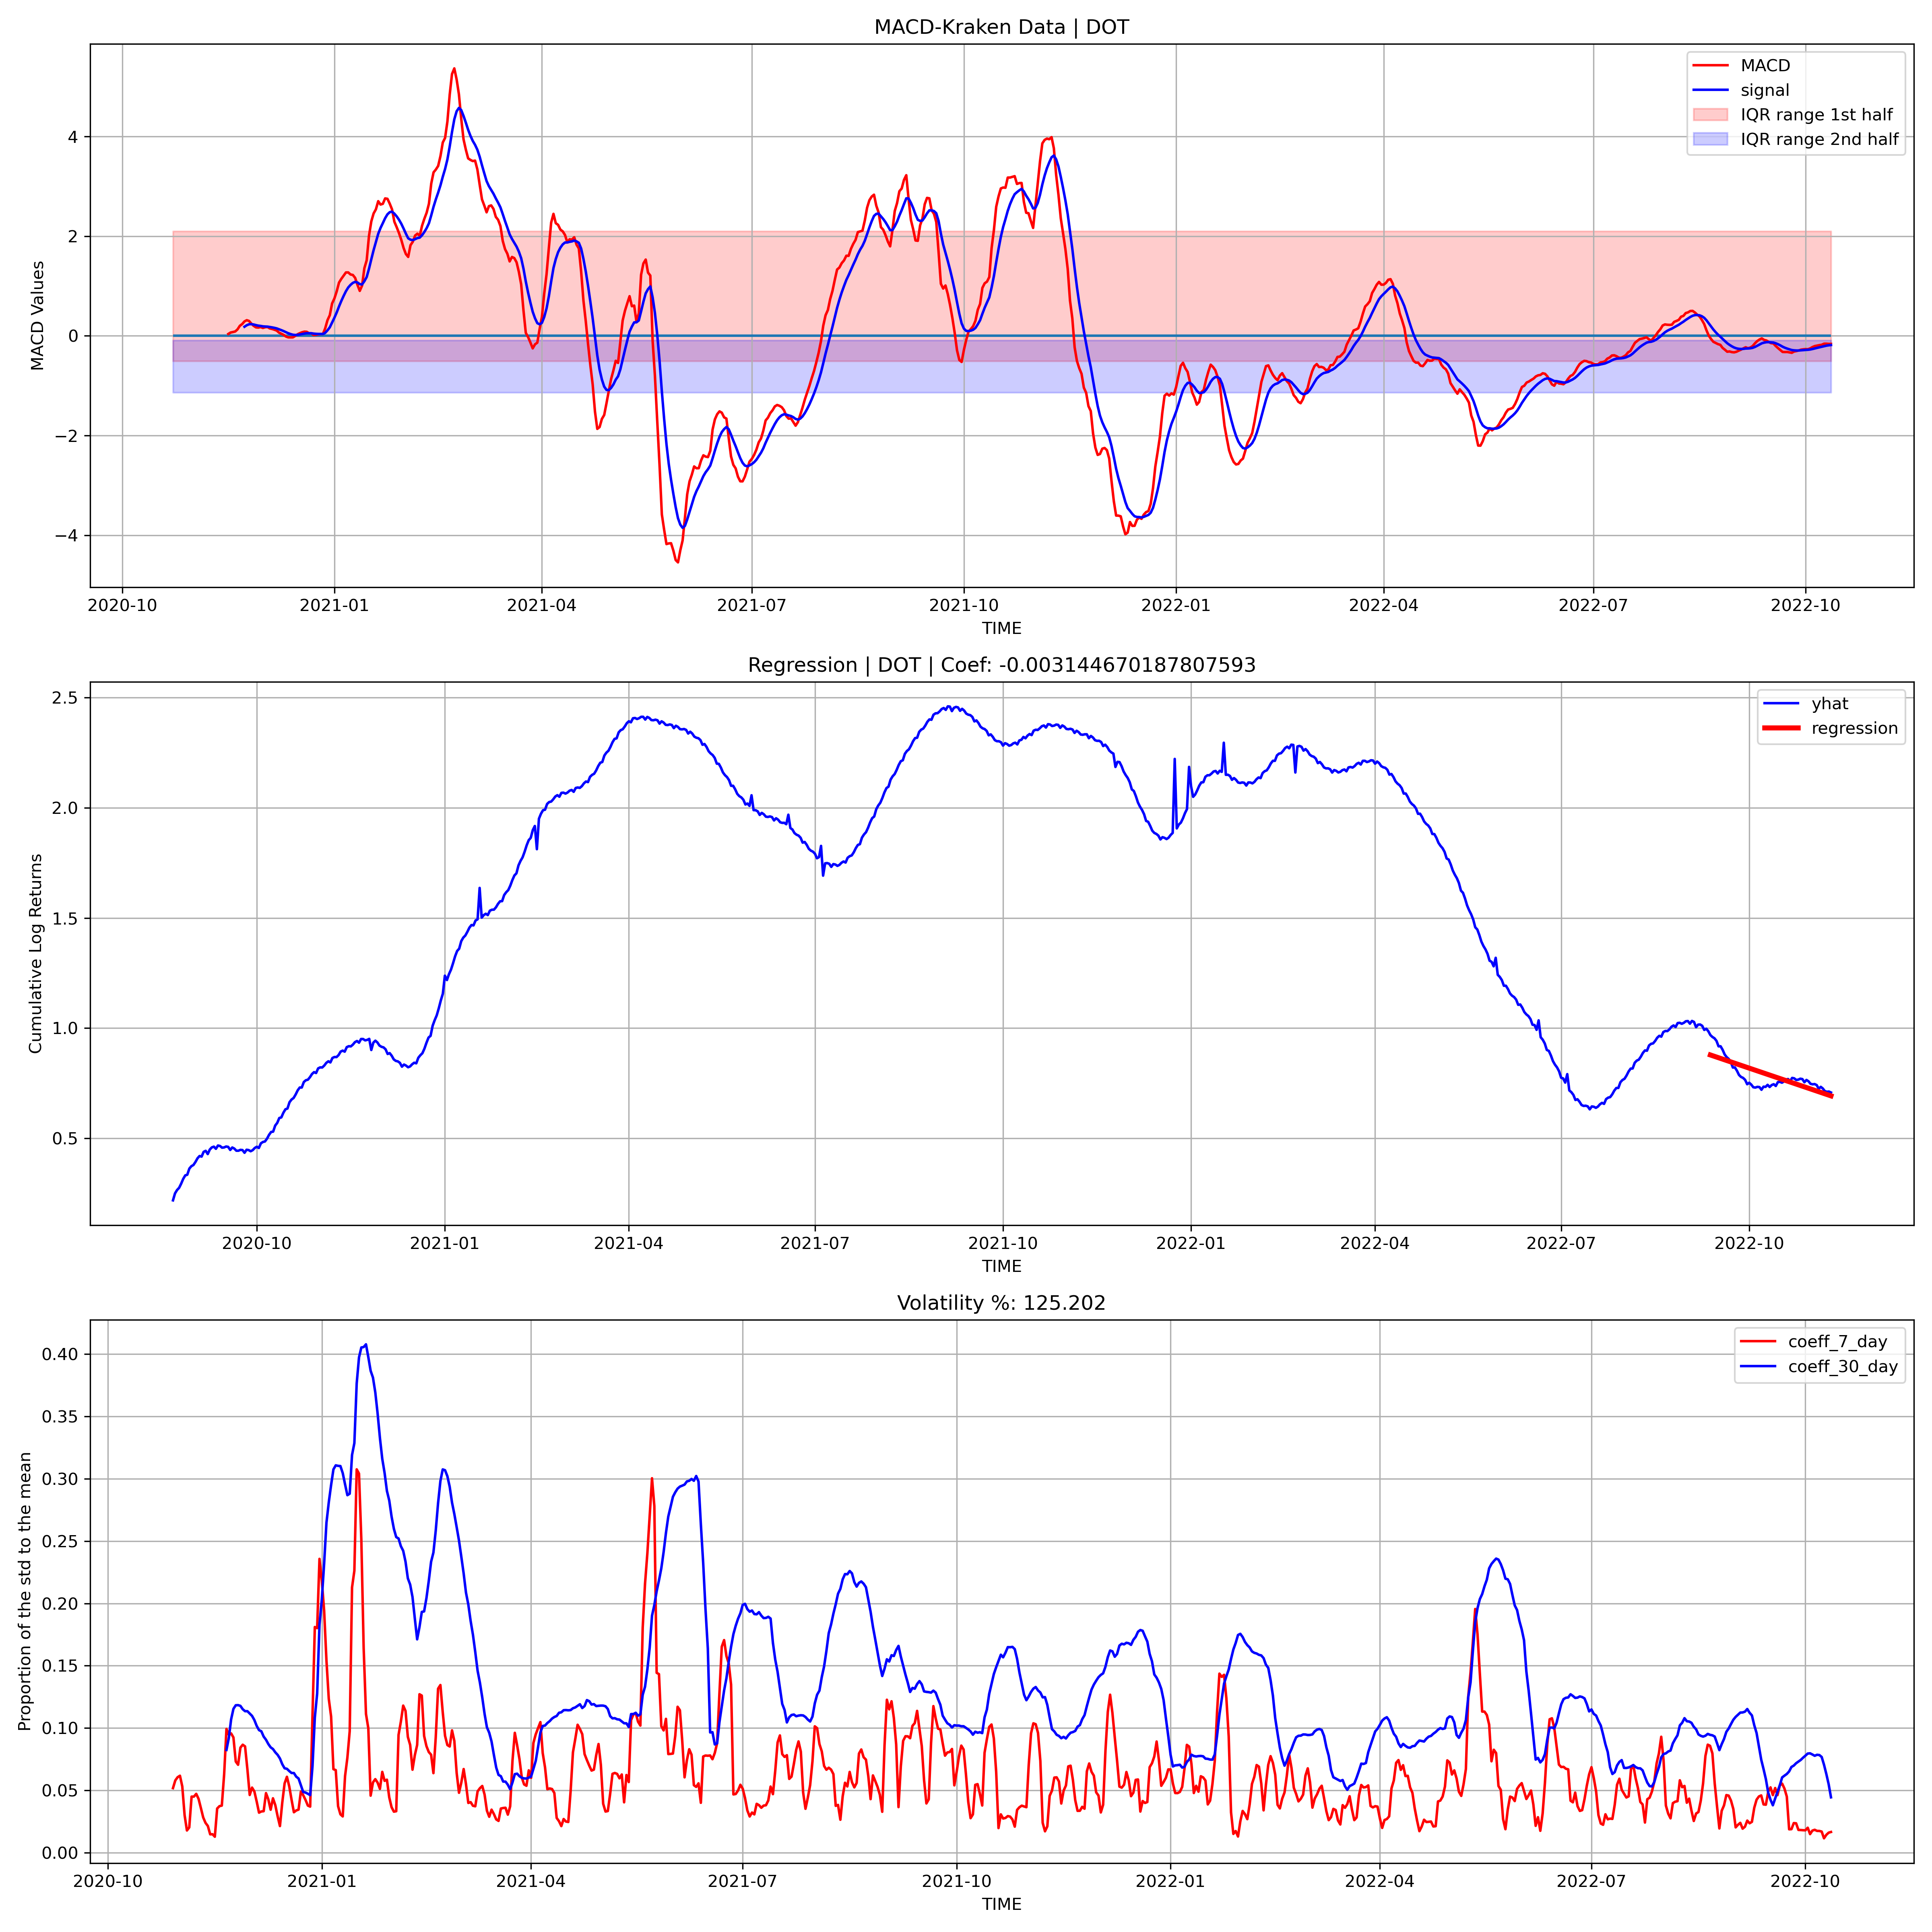 MACD-Kraken Data | DOT
MACD Values
4
2
0
−2
−4
MACD
signal
IQR range 1st half
IQR range 2nd half
2020-10 2021-01 2021-04 2021-07 2021-10 2022-01 2022-04 2022-07 2022-10
TIME
Regression | DOT | Coef: -0.003144670187807593
Cumulative Log Returns
2.5
2.0
1.5
1.0
0.5
yhat
regression
2020-10 2021-01 2021-04 2021-07 2021-10 2022-01 2022-04 2022-07 2022-10
TIME
Volatility %: 125.202
Proportion of the std to the mean
0.40
0.35
0.30
0.25
0.20
0.15
0.10
0.05
0.00
coeff_7_day
coeff_30_day
2020-10 2021-01 2021-04 2021-07 2021-10 2022-01 2022-04 2022-07 2022-10
TIME